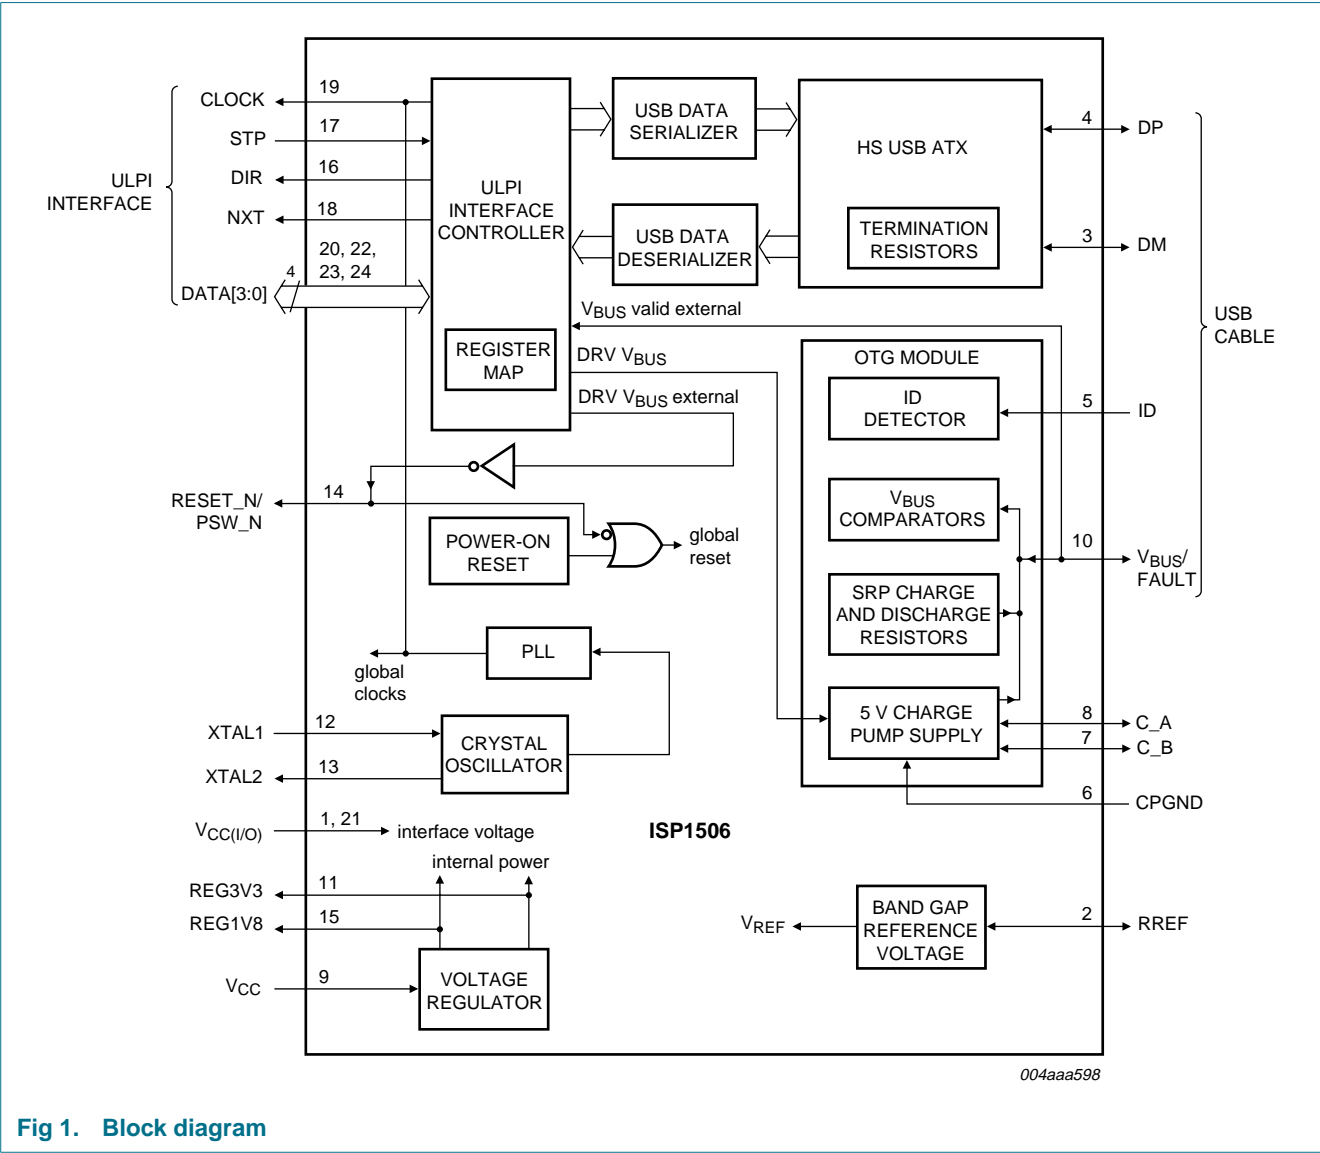 CLOCK
19
STP
17
DIR
16
NXT
18
ULPI
INTERFACE
20, 22,
23, 24
4
DATA[3:0]
ULPI
INTERFACE
CONTROLLER
REGISTER
MAP
USB DATA
SERIALIZER
USB DATA
DESERIALIZER
HS USB ATX
TERMINATION
RESISTORS
4
DP
3
DM
USB
CABLE
VBUS valid external
DRV VBUS
DRV VBUS external
OTG MODULE
ID
DETECTOR
5
ID
VBUS
COMPARATORS
10
VBUS/
FAULT
SRP CHARGE
AND DISCHARGE
RESISTORS
5 V CHARGE
PUMP SUPPLY
8
C_A
7
C_B
6
CPGND
RESET_N/
PSW_N
14
POWER-ON
RESET
global
reset
PLL
global
clocks
XTAL1
12
XTAL2
13
CRYSTAL
OSCILLATOR
VCC(I/O)
1, 21
interface voltage
ISP1506
internal power
REG3V3
11
REG1V8
15
VCC
9
VOLTAGE
REGULATOR
VREF
BAND GAP
REFERENCE
VOLTAGE
2
RREF
004aaa598
Fig 1. Block diagram